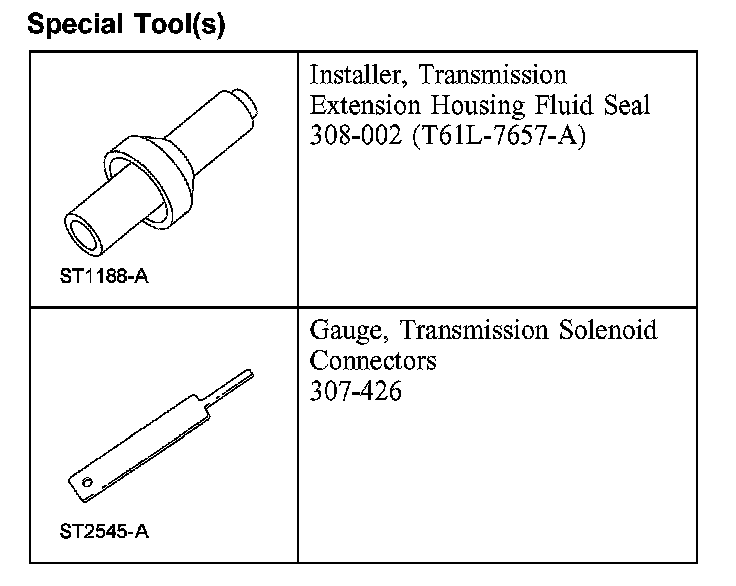 Special Tool(s)
Installer, Transmission
Extension Housing Fluid Seal
308-002 (T61L-7657-A)
ST1188-A
Gauge, Transmission Solenoid
Connectors
307-426
ST2545-A